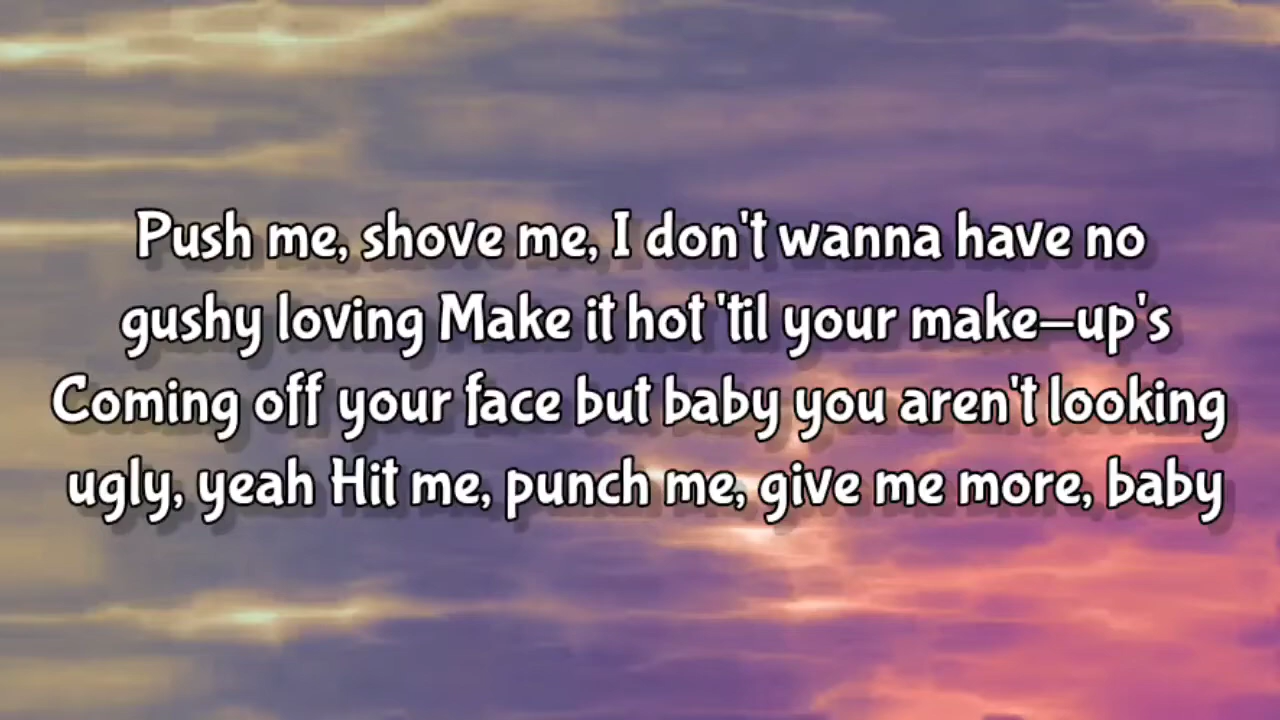 Push me, shove me, I don't wanna have no
gushy loving Make it hot 'til your make–up's
Coming off your face but baby you aren't looking
ugly, yeah Hit me, punch me, give me more, baby